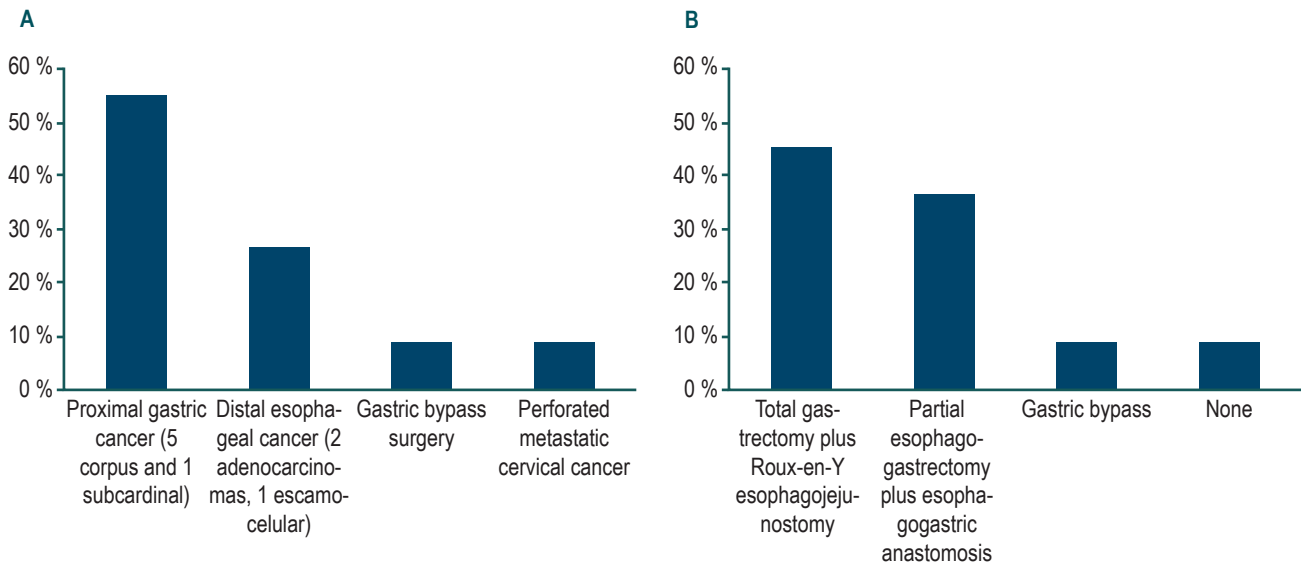 A
60 %
50 %
40 %
30 %
20 %
10 %
0 %
Proximal gastric
cancer (5
corpus and 1
subcardinal)
Distal esopha-
geal cancer (2
adenocarcino-
mas, 1 escamo-
celular)
Gastric bypass
surgery
Perforated
metastatic
cervical cancer
B
60 %
50 %
40 %
30 %
20 %
10 %
0 %
Total gas-
trectomy plus
Roux-en-Y
esophagojeju-
nostomy
Partial
esophago-
gastrectomy
plus esopha-
gogastric
anastomosis
Gastric bypass
None